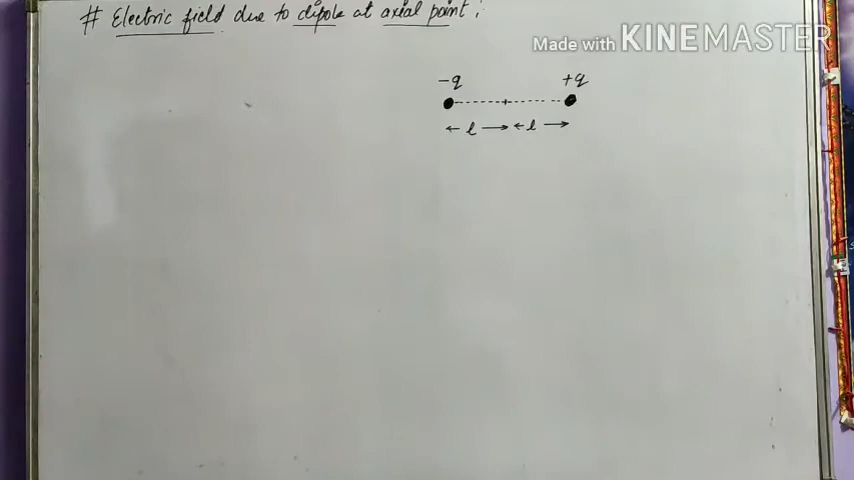 # Electric field due to dipole at axial point :
Made with KINEMASTER
-q +q
← l → ← l →